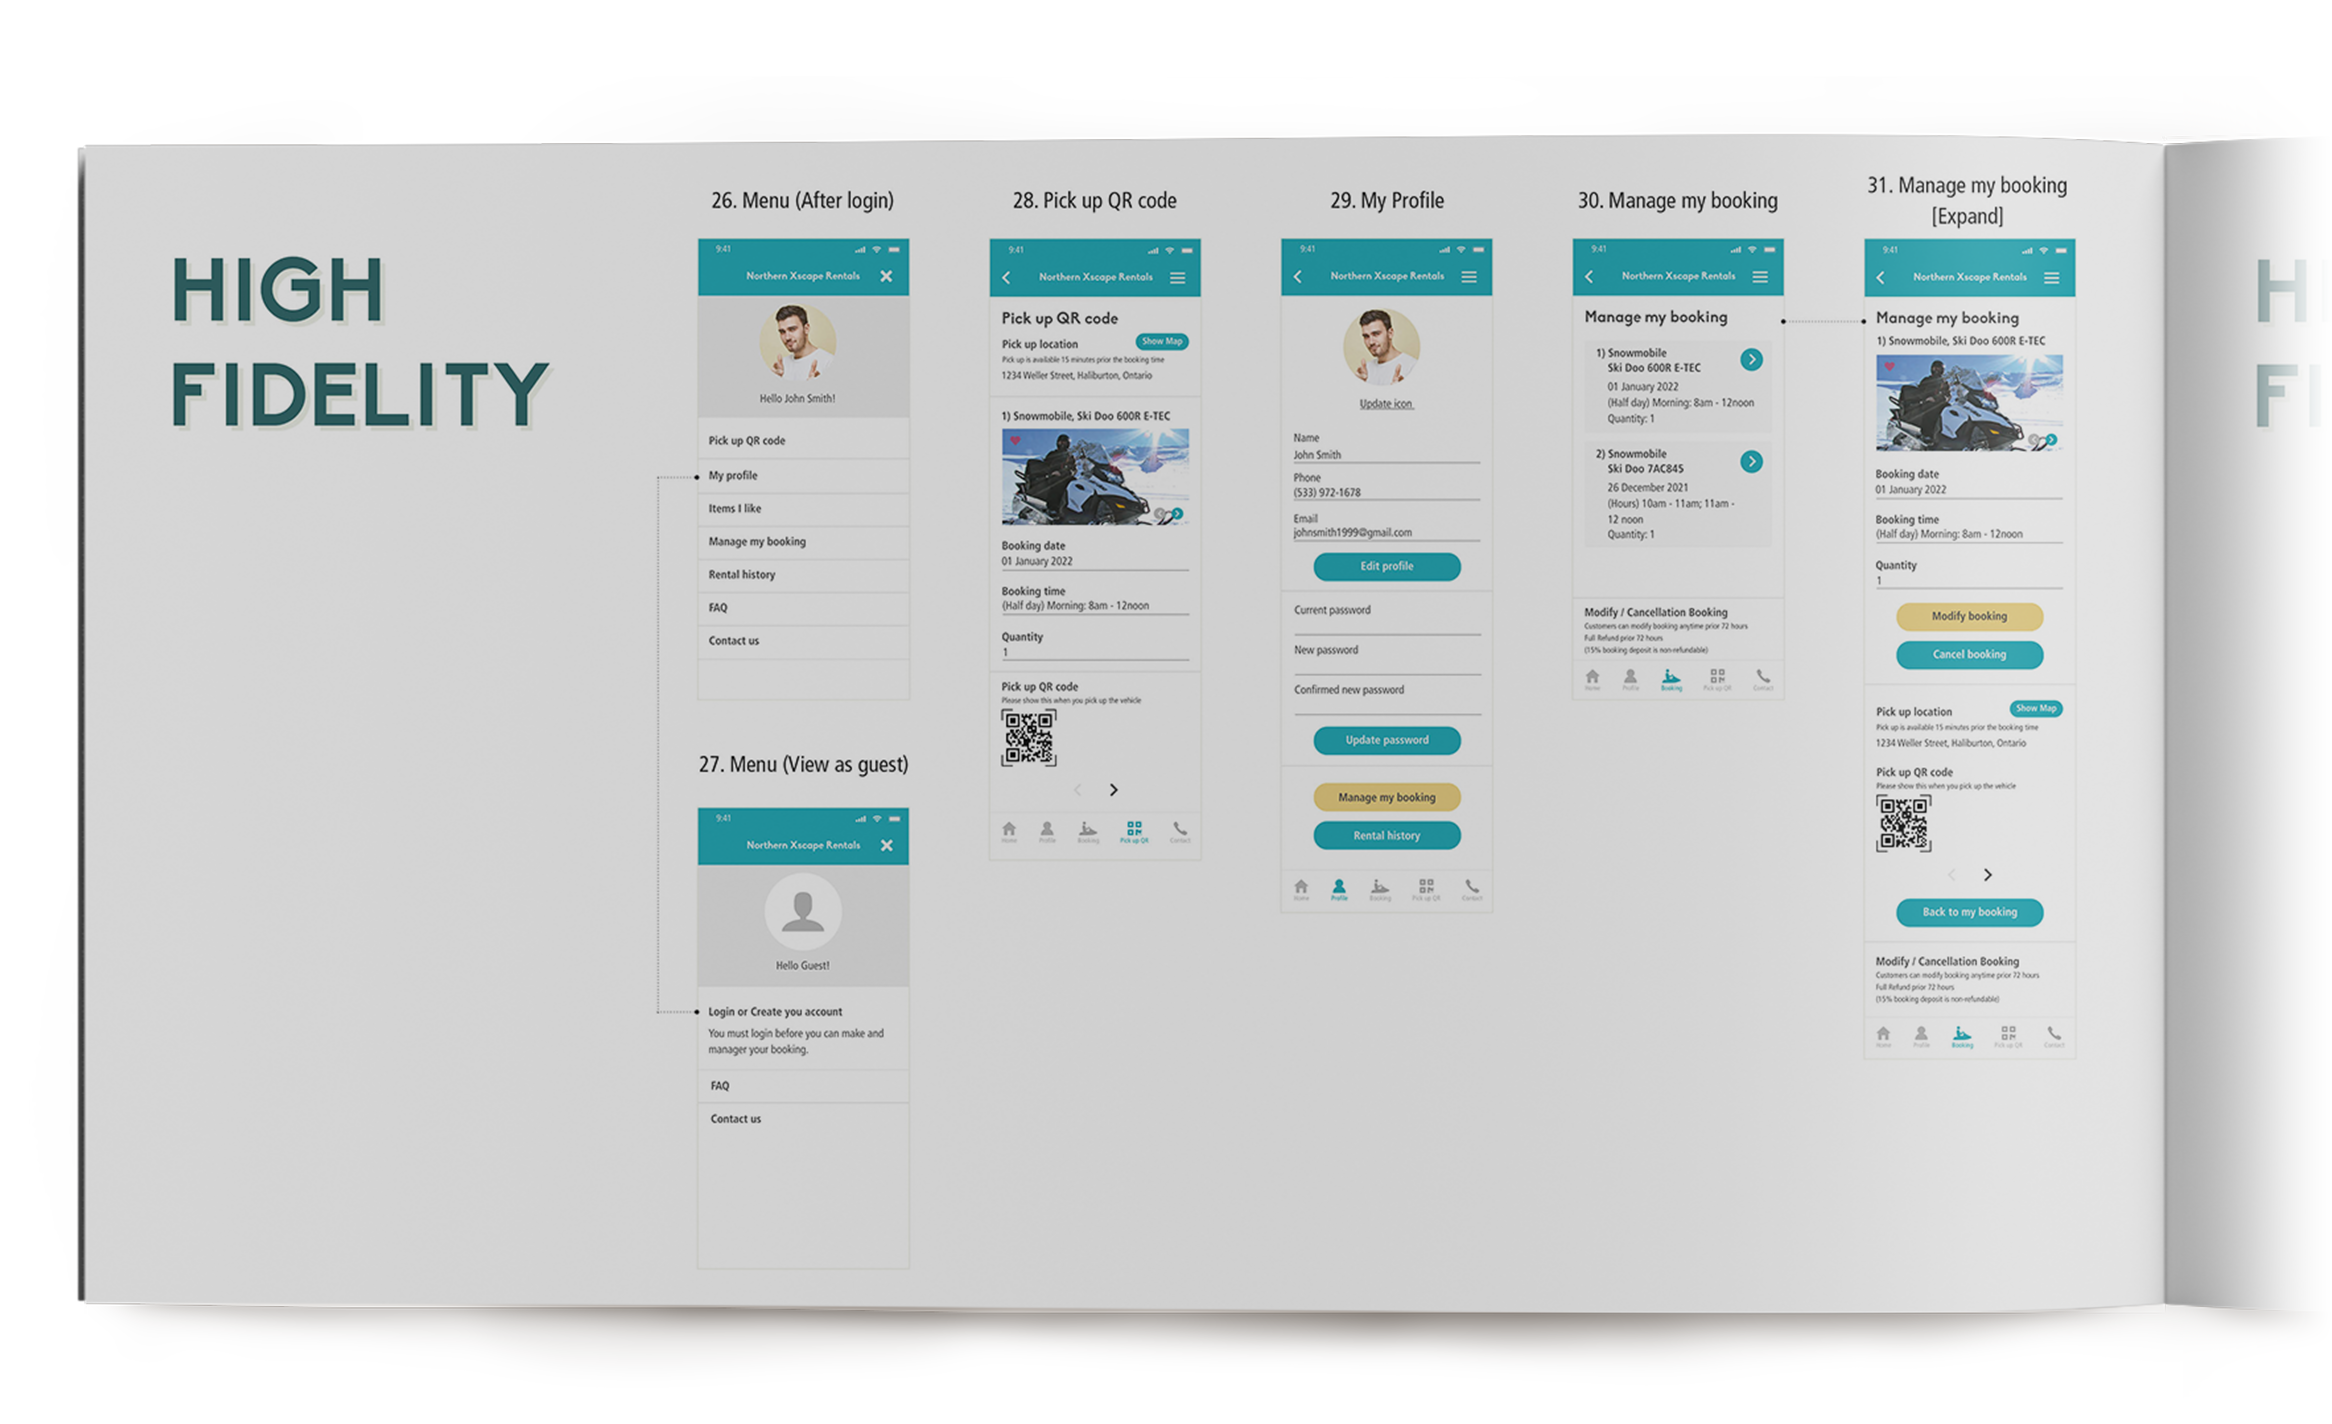 HIGH
FIDELITY
26. Menu (After login)
9:41
Northern Xscape Rentals
Hello John Smith!
Pick up QR code
My profile
Items I like
Manage my booking
Rental history
FAQ
Contact us
27. Menu (View as guest)
9:41
Northern Xscape Rentals
Hello Guest!
Login or Create you account
You must login before you can make and
manager your booking.
FAQ
Contact us
28. Pick up QR code
9:41
Northern Xscape Rentals
Pick up QR code
Pick up location
Show Map
Pick up is available 15 minutes prior the booking time
1234 Weller Street, Haliburton, Ontario
1) Snowmobile, Ski Doo 600R E-TEC
Booking date
01 January 2022
Booking time
(Half day) Morning: 8am - 12noon
Quantity
1
Pick up QR code
Please show this when you pick up the vehicle
Home Profile Booking Pick up QR Contact
29. My Profile
9:41
Northern Xscape Rentals
Update icon
Name
John Smith
Phone
(533) 972-1678
Email
johnsmith1999@gmail.com
Edit profile
Current password
New password
Confirmed new password
Update password
Manage my booking
Rental history
Home Profile Booking Pick up QR Contact
30. Manage my booking
9:41
Northern Xscape Rentals
Manage my booking
1) Snowmobile
Ski Doo 600R E-TEC
01 January 2022
(Half day) Morning: 8am - 12noon
Quantity: 1
2) Snowmobile
Ski Doo 7AC845
26 December 2021
(Hours) 10am - 11am; 11am -
12 noon
Quantity: 1
Modify / Cancellation Booking
Customers can modify booking anytime prior 72 hours
Full Refund prior 72 hours
(15% booking deposit is non-refundable)
Home Profile Booking Pick up QR Contact
31. Manage my booking
[Expand]
9:41
Northern Xscape Rentals
Manage my booking
1) Snowmobile, Ski Doo 600R E-TEC
Booking date
01 January 2022
Booking time
(Half day) Morning: 8am - 12noon
Quantity
1
Modify booking
Cancel booking
Pick up location
Show Map
Pick up is available 15 minutes prior the booking time
1234 Weller Street, Haliburton, Ontario
Pick up QR code
Please show this when you pick up the vehicle
Back to my booking
Modify / Cancellation Booking
Customers can modify booking anytime prior 72 hours
Full Refund prior 72 hours
(15% booking deposit is non-refundable)
Home Profile Booking Pick up QR Contact